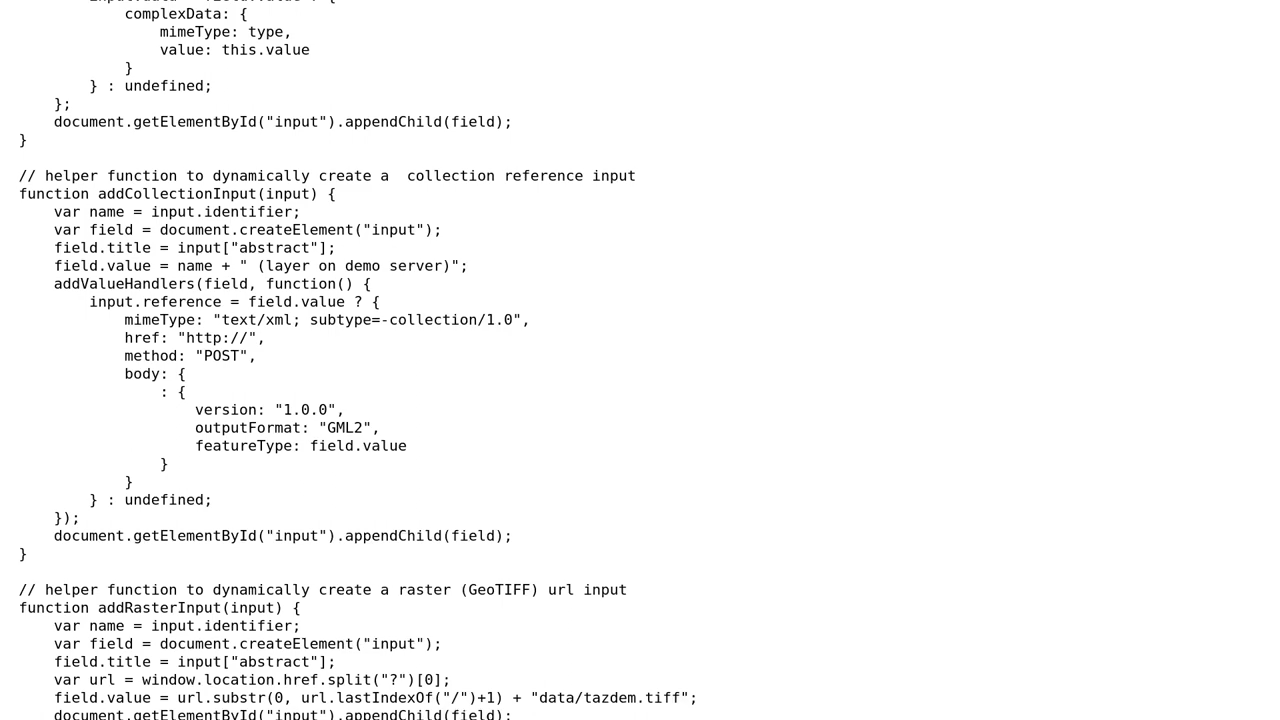 complexData: {
mimeType: type,
value: this.value
}
} : undefined;
};
document.getElementById("input").appendChild(field);
}
// helper function to dynamically create a  collection reference input
function addCollectionInput(input) {
var name = input.identifier;
var field = document.createElement("input");
field.title = input["abstract"];
field.value = name + " (layer on demo server)";
addValueHandlers(field, function() {
input.reference = field.value ? {
mimeType: "text/xml; subtype=-collection/1.0",
href: "http://",
method: "POST",
body: {
: {
version: "1.0.0",
outputFormat: "GML2",
featureType: field.value
}
}
} : undefined;
});
document.getElementById("input").appendChild(field);
}
// helper function to dynamically create a raster (GeoTIFF) url input
function addRasterInput(input) {
var name = input.identifier;
var field = document.createElement("input");
field.title = input["abstract"];
var url = window.location.href.split("?")[0];
field.value = url.substr(0, url.lastIndexOf("/")+1) + "data/tazdem.tiff";
document.getElementById("input").appendChild(field);